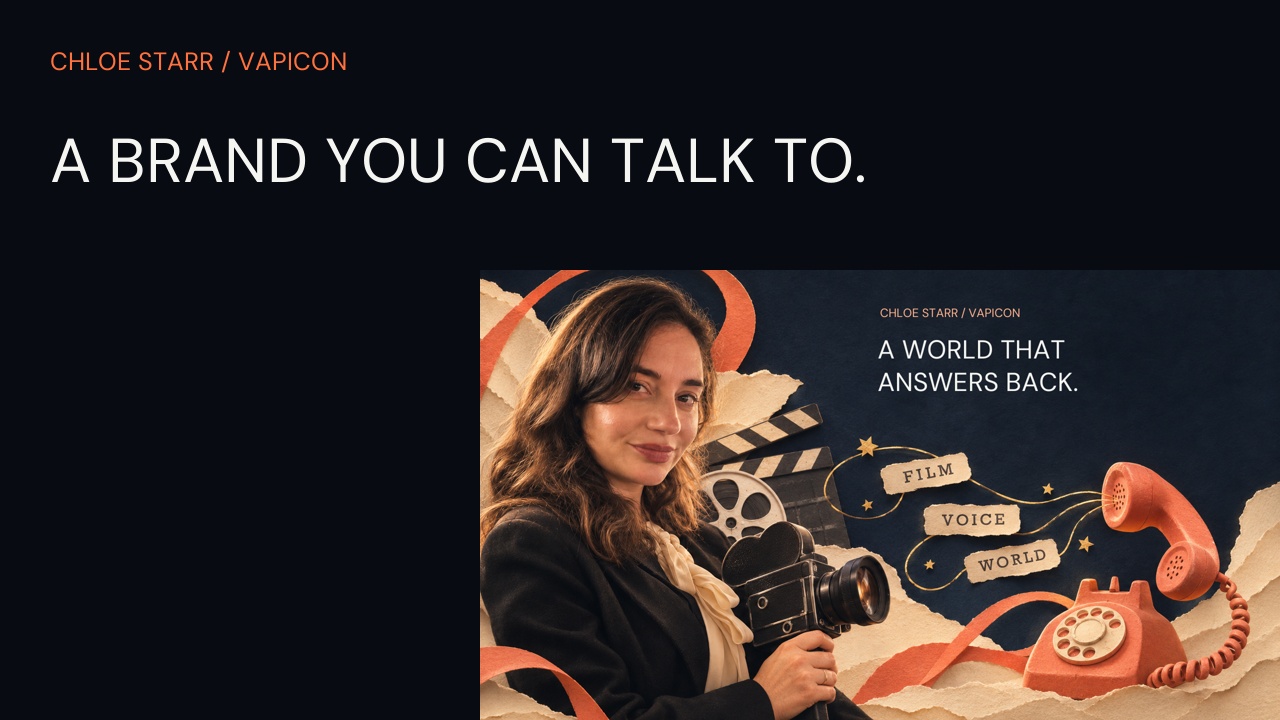 CHLOE STARR / VAPICON
A BRAND YOU CAN TALK TO.
CHLOE STARR / VAPICON
A WORLD THAT
ANSWERS BACK.
FILM
VOICE
WORLD